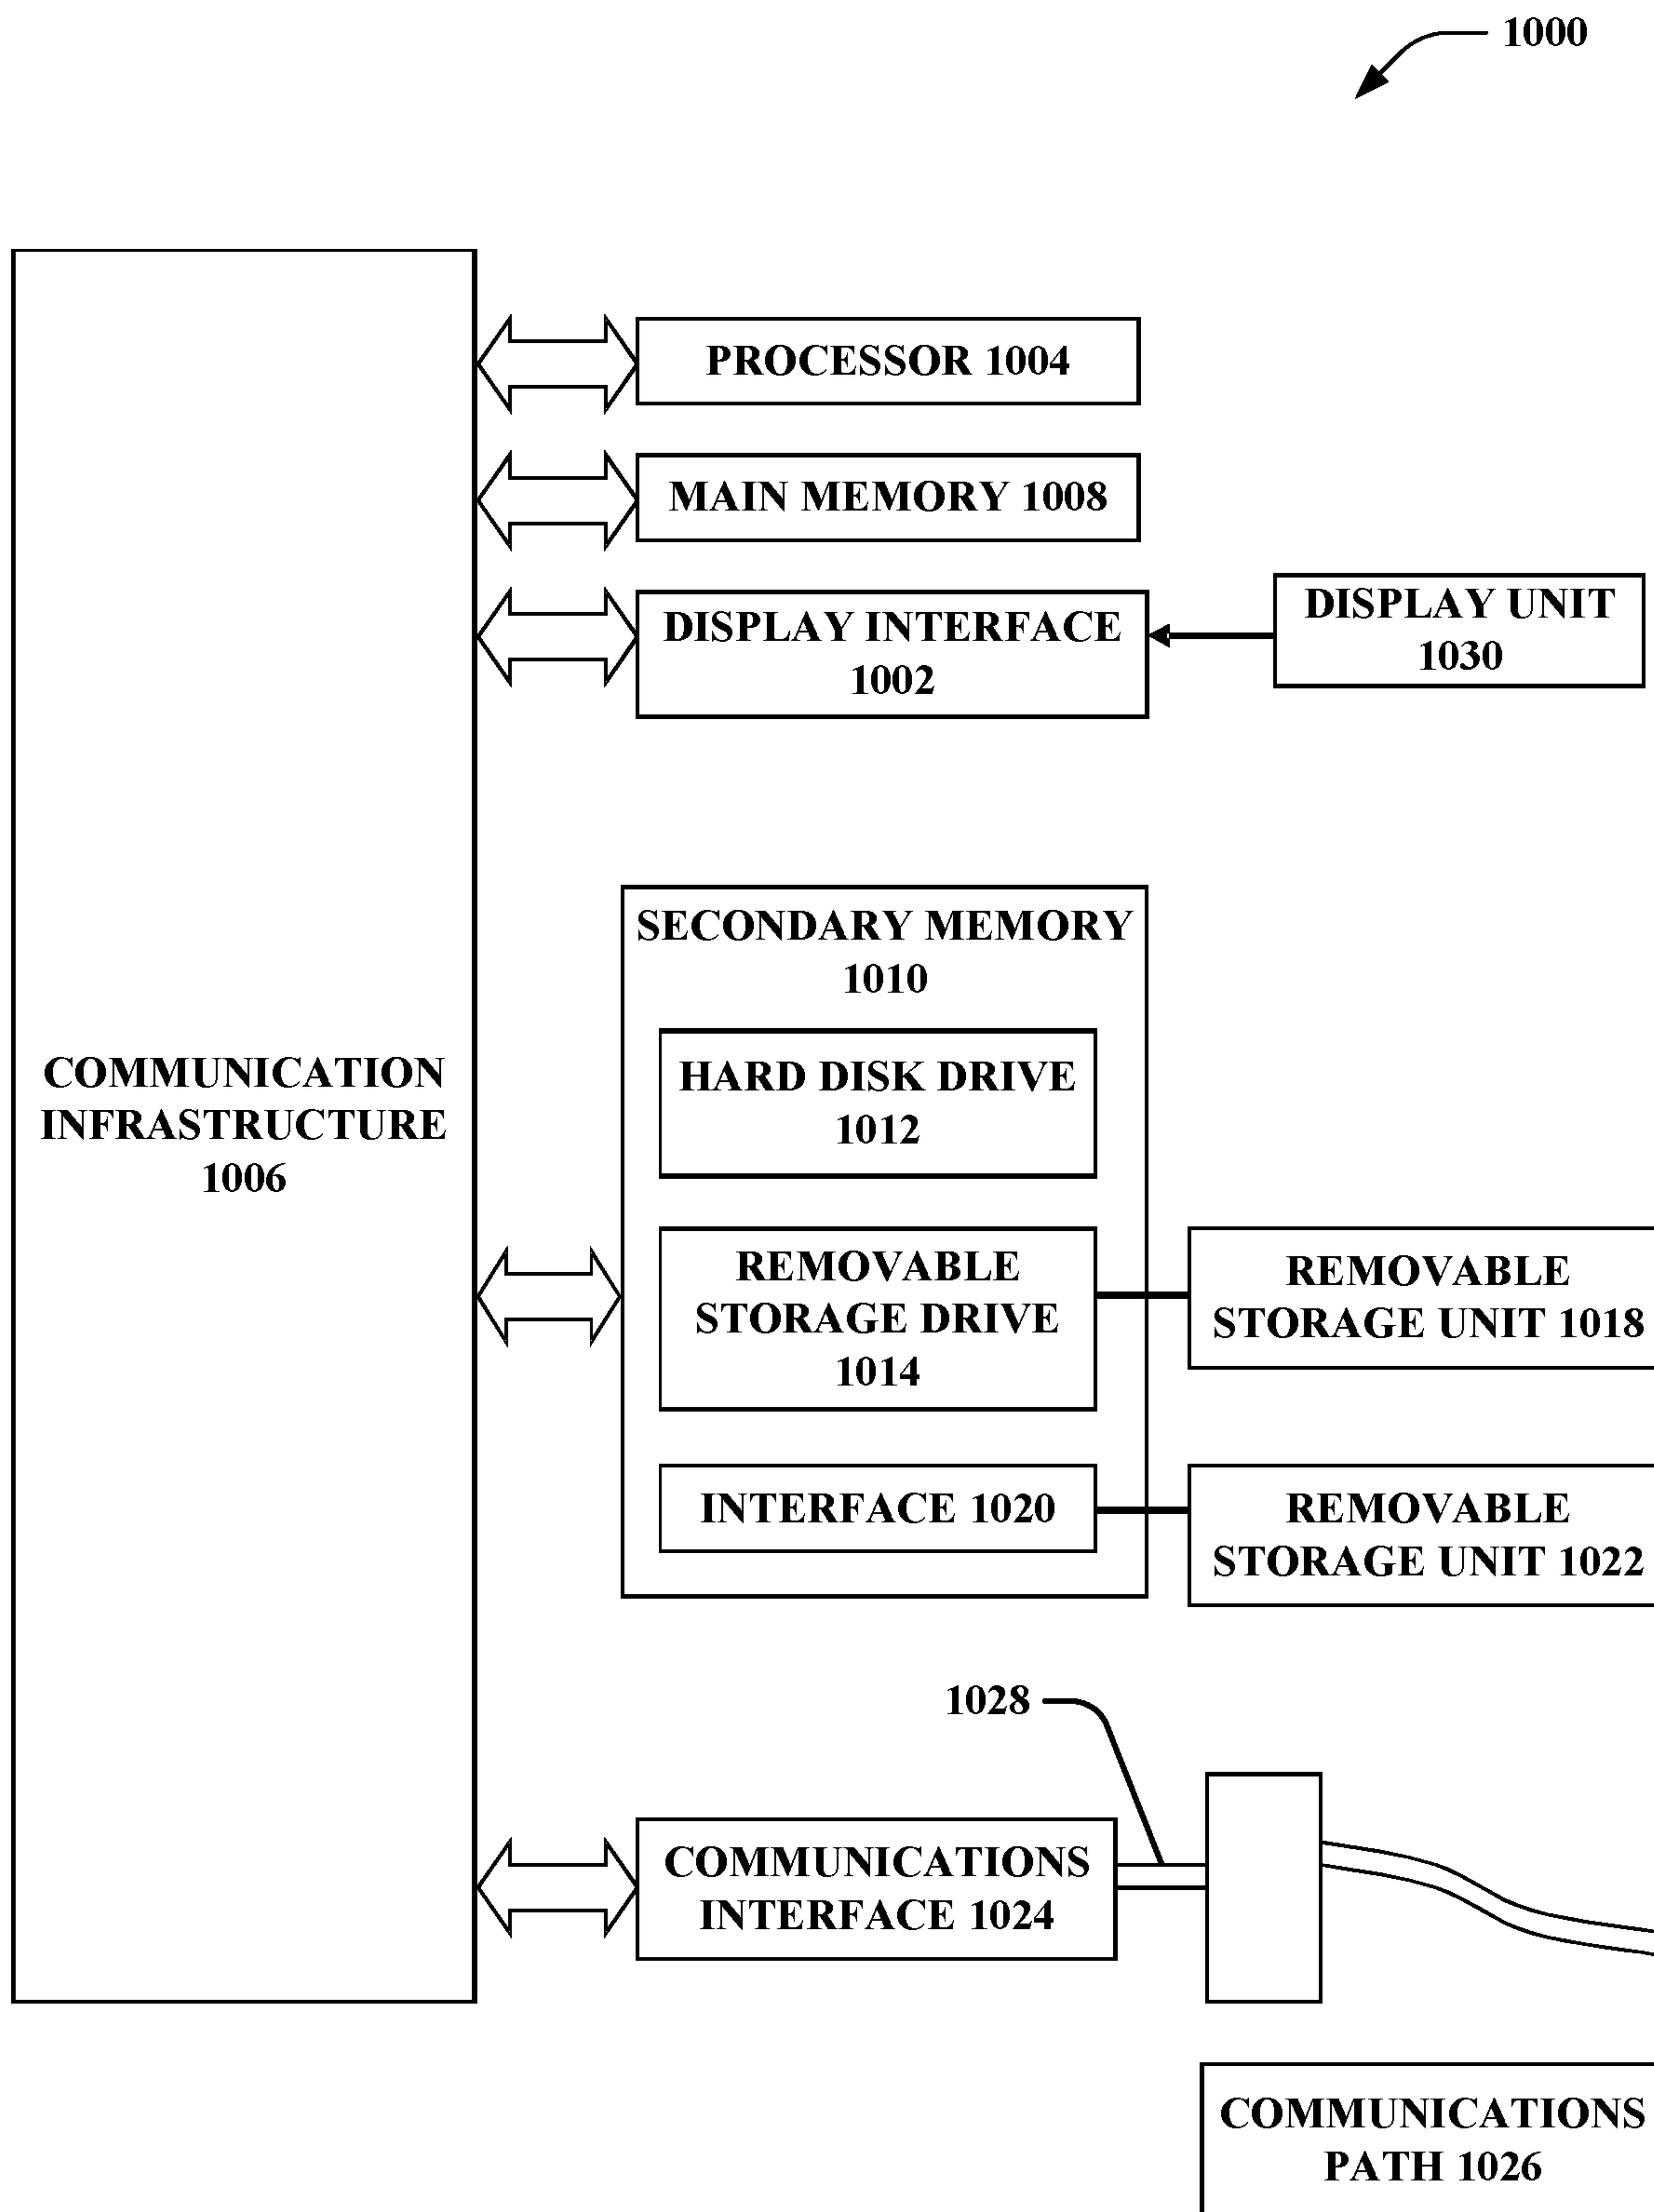 1000
PROCESSOR 1004
MAIN MEMORY 1008
DISPLAY INTERFACE
1002
DISPLAY UNIT
1030
COMMUNICATION
INFRASTRUCTURE
1006
SECONDARY MEMORY
1010
HARD DISK DRIVE
1012
REMOVABLE
STORAGE DRIVE
1014
REMOVABLE
STORAGE UNIT 1018
INTERFACE 1020
REMOVABLE
STORAGE UNIT 1022
1028
COMMUNICATIONS
INTERFACE 1024
COMMUNICATIONS
PATH 1026